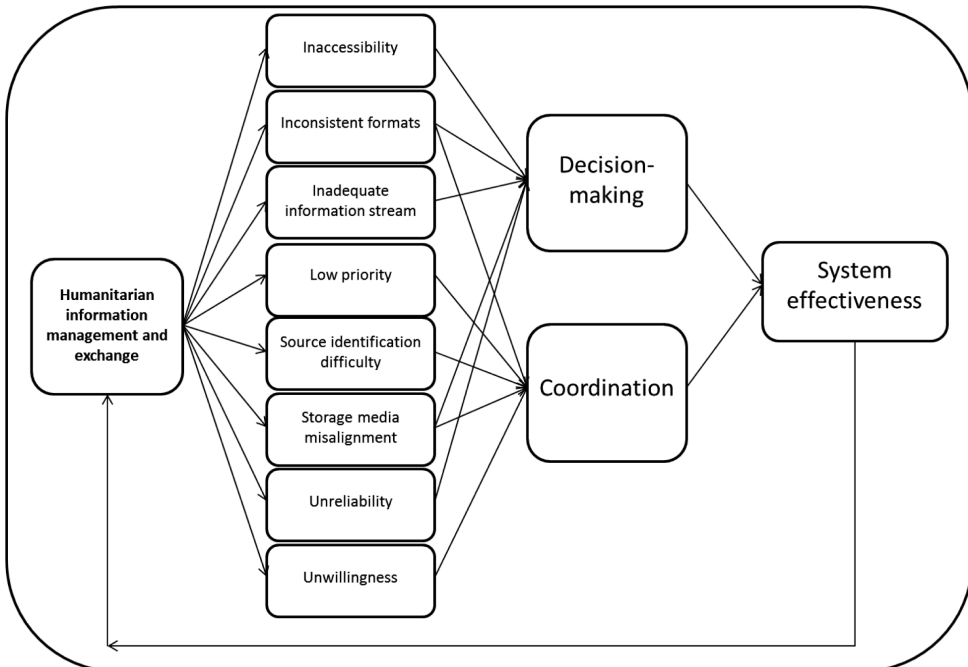 Inaccessibility
Inconsistent formats
Inadequate
information stream
Low priority
Source identification
difficulty
Storage media
misalignment
Unreliability
Unwillingness
Humanitarian
information
management and
exchange
Decision-
making
Coordination
System
effectiveness